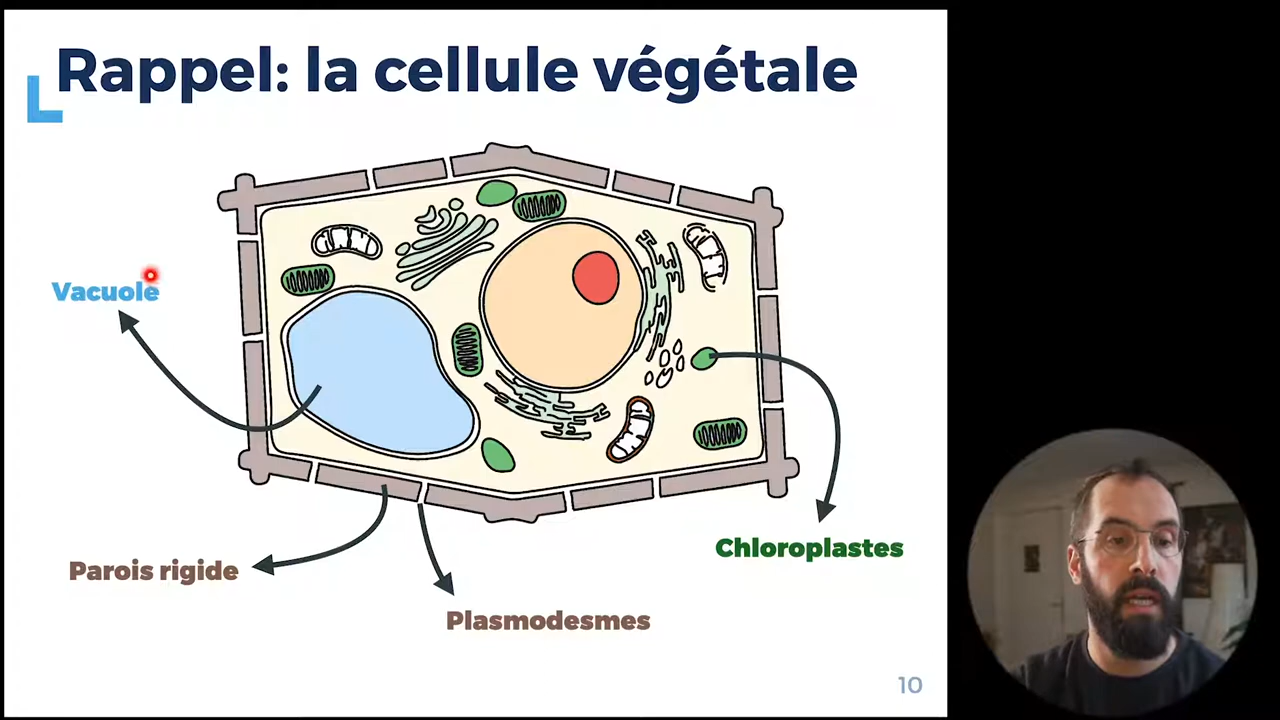 Rappel: la cellule végétale
Vacuole
Parois rigide
Plasmodesmes
Chloroplastes
10